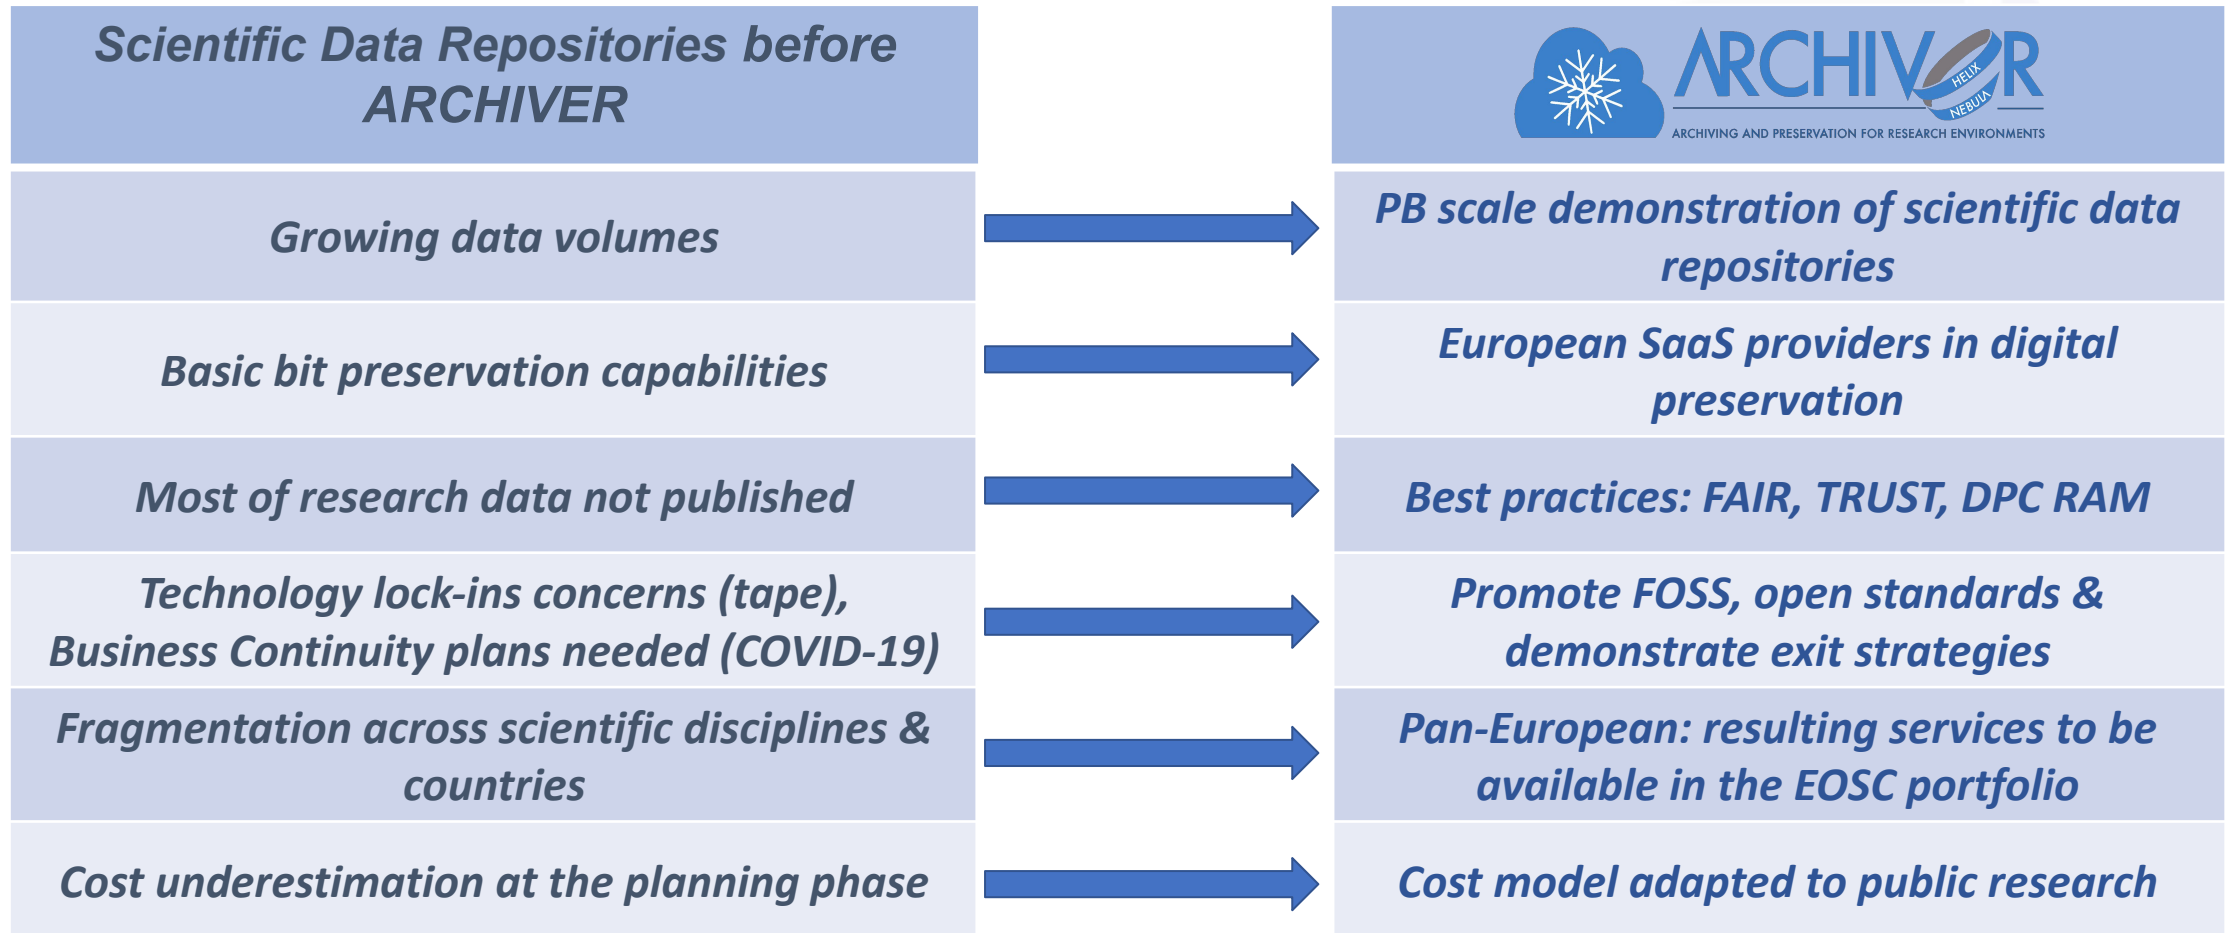 Scientific Data Repositories before
ARCHIVER
ARCHIVER
HELIX
NEBULA
ARCHIVING AND PRESERVATION FOR RESEARCH ENVIRONMENTS
Growing data volumes
PB scale demonstration of scientific data
repositories
Basic bit preservation capabilities
European SaaS providers in digital
preservation
Most of research data not published
Best practices: FAIR, TRUST, DPC RAM
Technology lock-ins concerns (tape),
Business Continuity plans needed (COVID-19)
Promote FOSS, open standards &
demonstrate exit strategies
Fragmentation across scientific disciplines &
countries
Pan-European: resulting services to be
available in the EOSC portfolio
Cost underestimation at the planning phase
Cost model adapted to public research